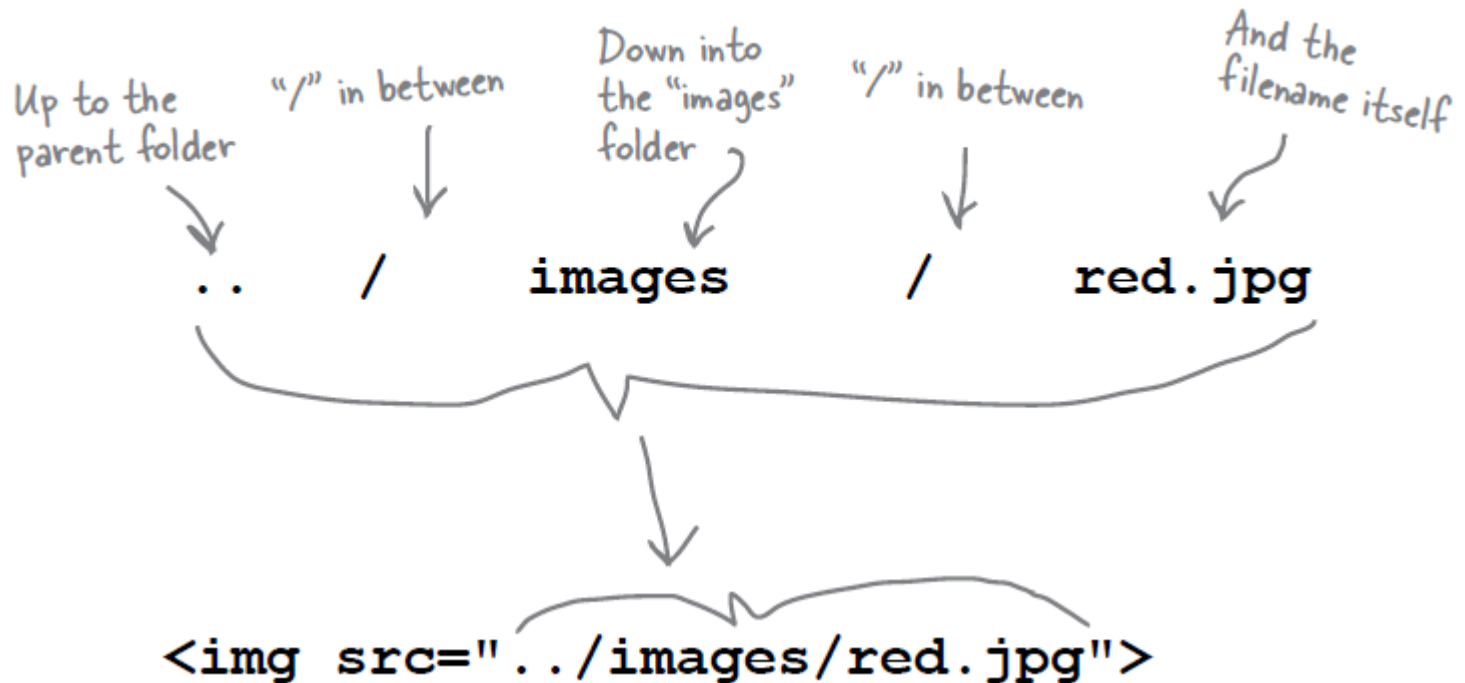 Up to the
parent folder
“/” in between
Down into
the “images”
folder
“/” in between
And the
filename itself
.. / images / red.jpg
<img src="../images/red.jpg">